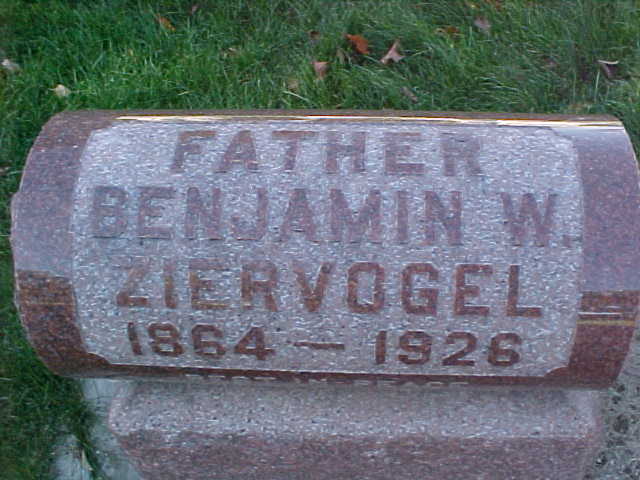 FATHER
BENJAMIN W.
ZIERVOGEL
1864 — 1926